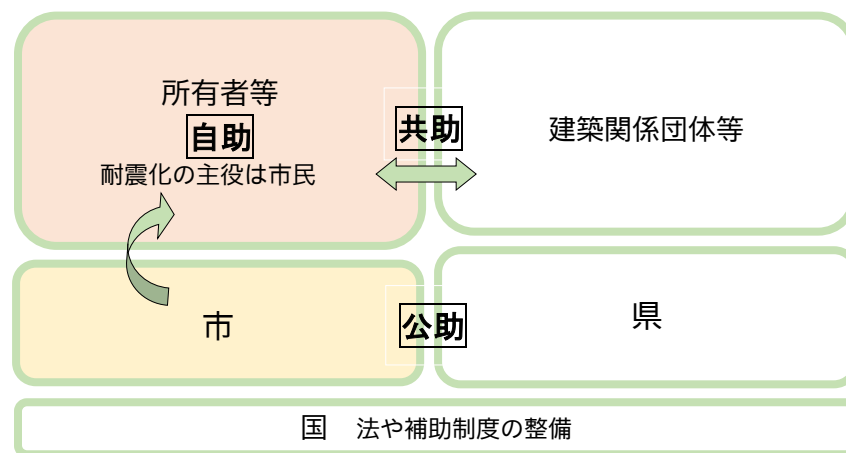 所有者等
自助
耐震化の主役は市民
共助
建築関係団体等
市
公助
県
国 法や補助制度の整備